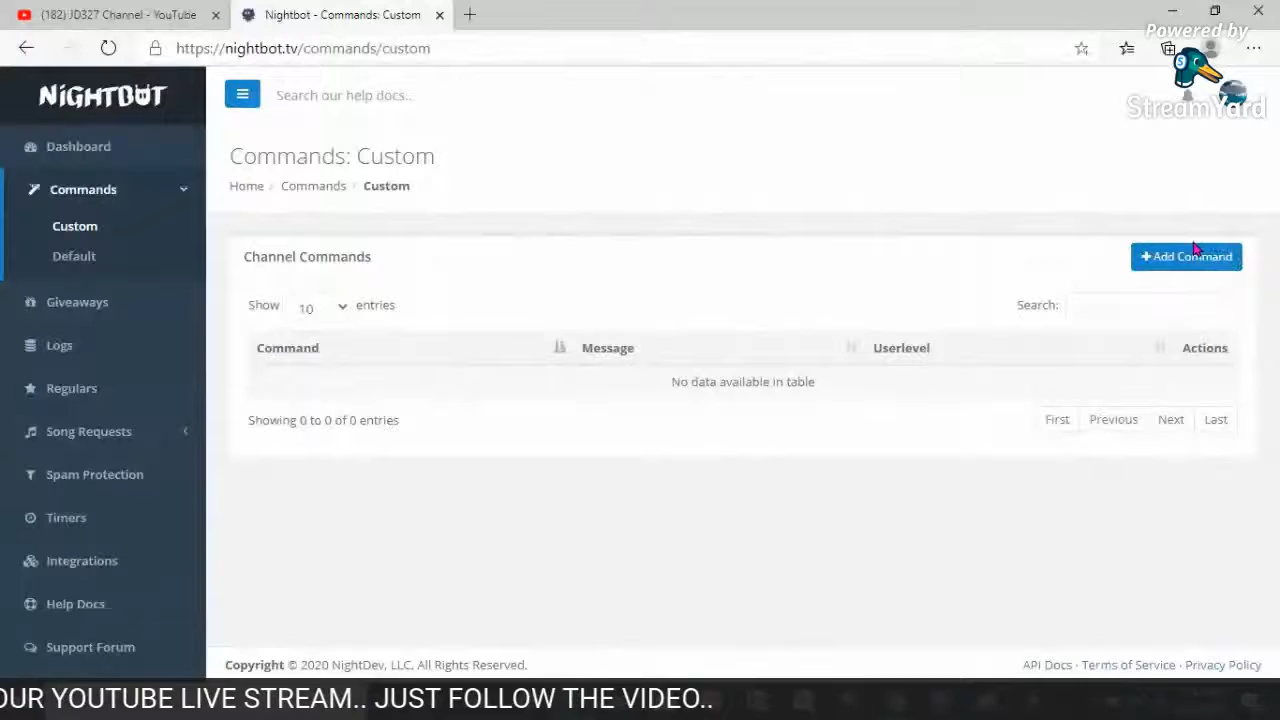 (182) JD327 Channel - YouTube
Nightbot - Commands: Custom
https://nightbot.tv/commands/custom
Powered by
StreamYard
NIGHTBOT
Search our help docs..
Dashboard
Commands
Custom
Default
Giveaways
Logs
Regulars
Song Requests
Spam Protection
Timers
Integrations
Help Docs
Support Forum
Commands: Custom
Home / Commands / Custom
Channel Commands
+ Add Command
Show 10 entries
Search:
Command Message Userlevel Actions
No data available in table
Showing 0 to 0 of 0 entries
First Previous Next Last
Copyright © 2020 NightDev, LLC. All Rights Reserved.
API Docs · Terms of Service · Privacy Policy
OUR YOUTUBE LIVE STREAM.. JUST FOLLOW THE VIDEO..